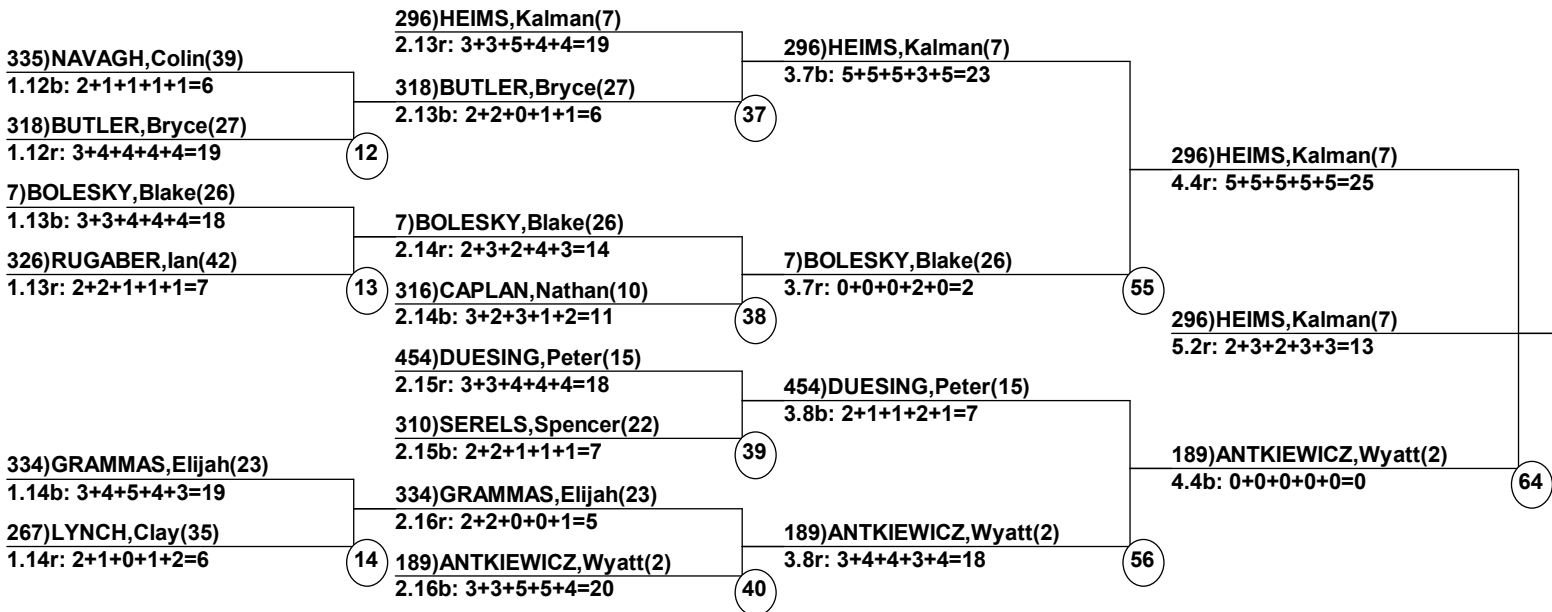 335)NAVAGH,Colin(39)
1.12b: 2+1+1+1+1=6
318)BUTLER,Bryce(27)
1.12r: 3+4+4+4+4=19
12
7)BOLESKY,Blake(26)
1.13b: 3+3+4+4+4=18
326)RUGABER,Ian(42)
1.13r: 2+2+1+1+1=7
13
334)GRAMMAS,Elijah(23)
1.14b: 3+4+5+4+3=19
267)LYNCH,Clay(35)
1.14r: 2+1+0+1+2=6
14
296)HEIMS,Kalman(7)
2.13r: 3+3+5+4+4=19
318)BUTLER,Bryce(27)
2.13b: 2+2+0+1+1=6
37
7)BOLESKY,Blake(26)
2.14r: 2+3+2+4+3=14
316)CAPLAN,Nathan(10)
2.14b: 3+2+3+1+2=11
38
454)DUESING,Peter(15)
2.15r: 3+3+4+4+4=18
310)SERELS,Spencer(22)
2.15b: 2+2+1+1+1=7
39
334)GRAMMAS,Elijah(23)
2.16r: 2+2+0+0+1=5
189)ANTKIEWICZ,Wyatt(2)
2.16b: 3+3+5+5+4=20
40
296)HEIMS,Kalman(7)
3.7b: 5+5+5+3+5=23
7)BOLESKY,Blake(26)
3.7r: 0+0+0+2+0=2
55
454)DUESING,Peter(15)
3.8b: 2+1+1+2+1=7
189)ANTKIEWICZ,Wyatt(2)
3.8r: 3+4+4+3+4=18
56
296)HEIMS,Kalman(7)
4.4r: 5+5+5+5+5=25
296)HEIMS,Kalman(7)
5.2r: 2+3+2+3+3=13
189)ANTKIEWICZ,Wyatt(2)
4.4b: 0+0+0+0+0=0
64